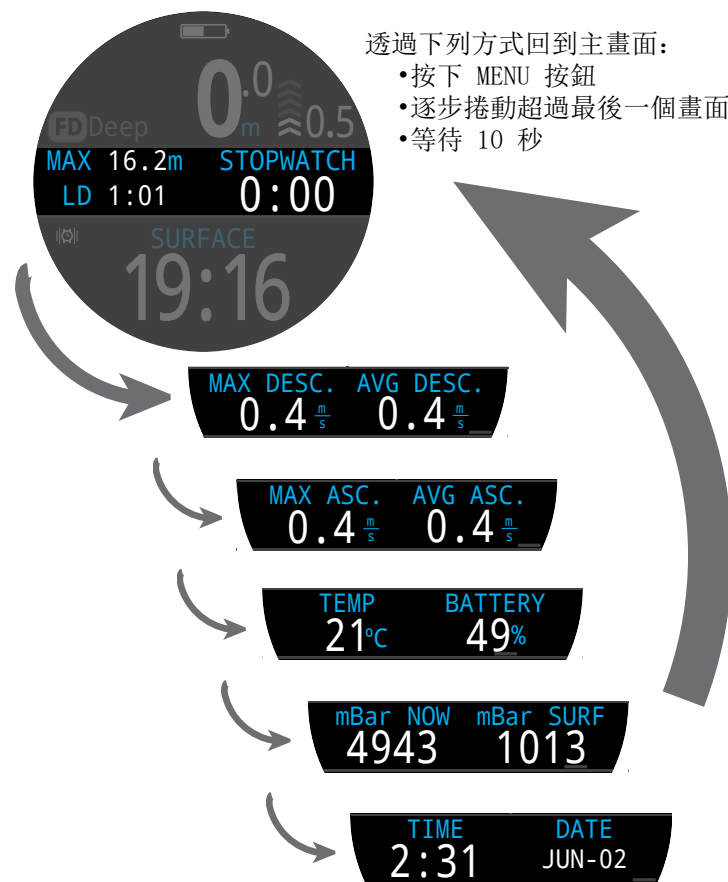 透過下列方式回到主畫面：
•按下 MENU 按鈕
•逐步捲動超過最後一個畫面
•等待 10 秒
0.0
m
0.5
FD Deep
MAX 16.2m STOPWATCH
LD 1:01 0:00
SURFACE
19:16
MAX DESC. AVG DESC.
0.4 m/s 0.4 m/s
MAX ASC. AVG ASC.
0.4 m/s 0.4 m/s
TEMP BATTERY
21°C 49%
mBar NOW mBar SURF
4943 1013
TIME DATE
2:31 JUN-02